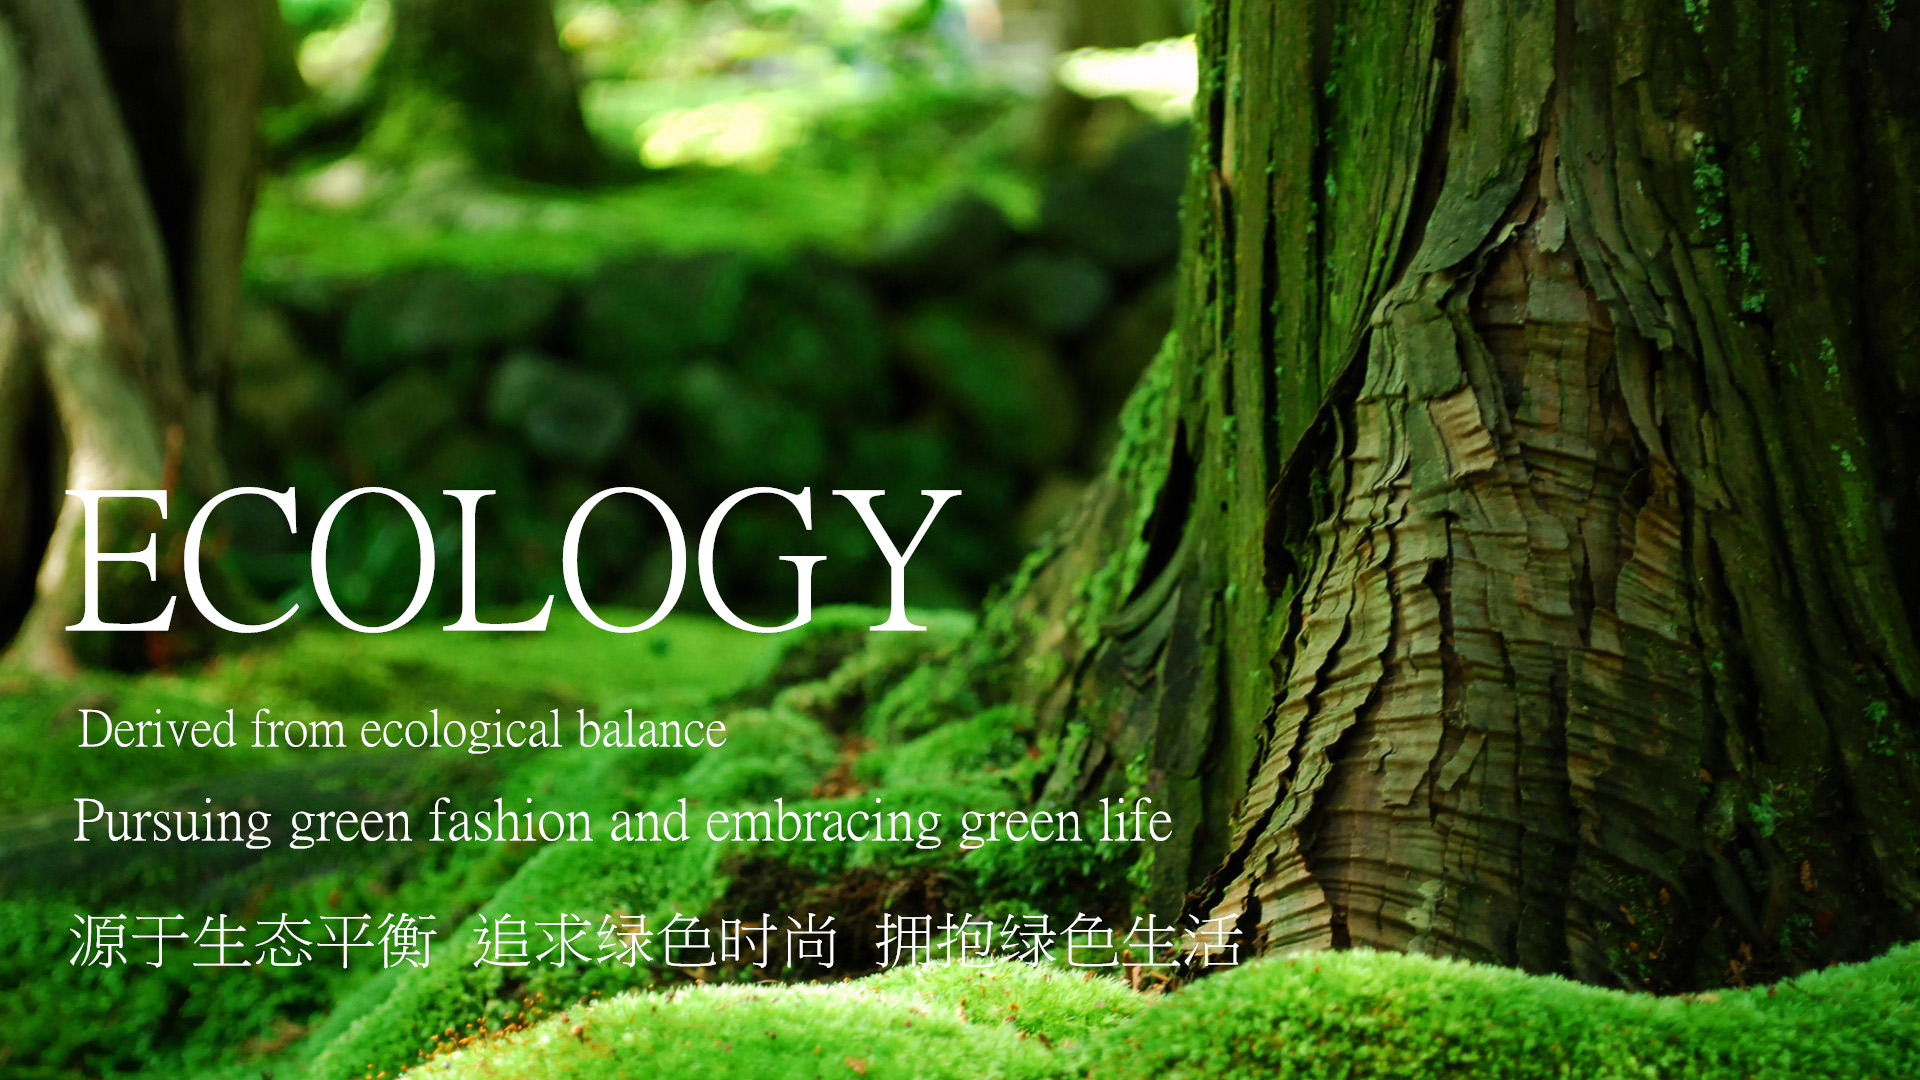 ECOLOGY
Derived from ecological balance
Pursuing green fashion and embracing green life
源于生态平衡 追求绿色时尚 拥抱绿色生活